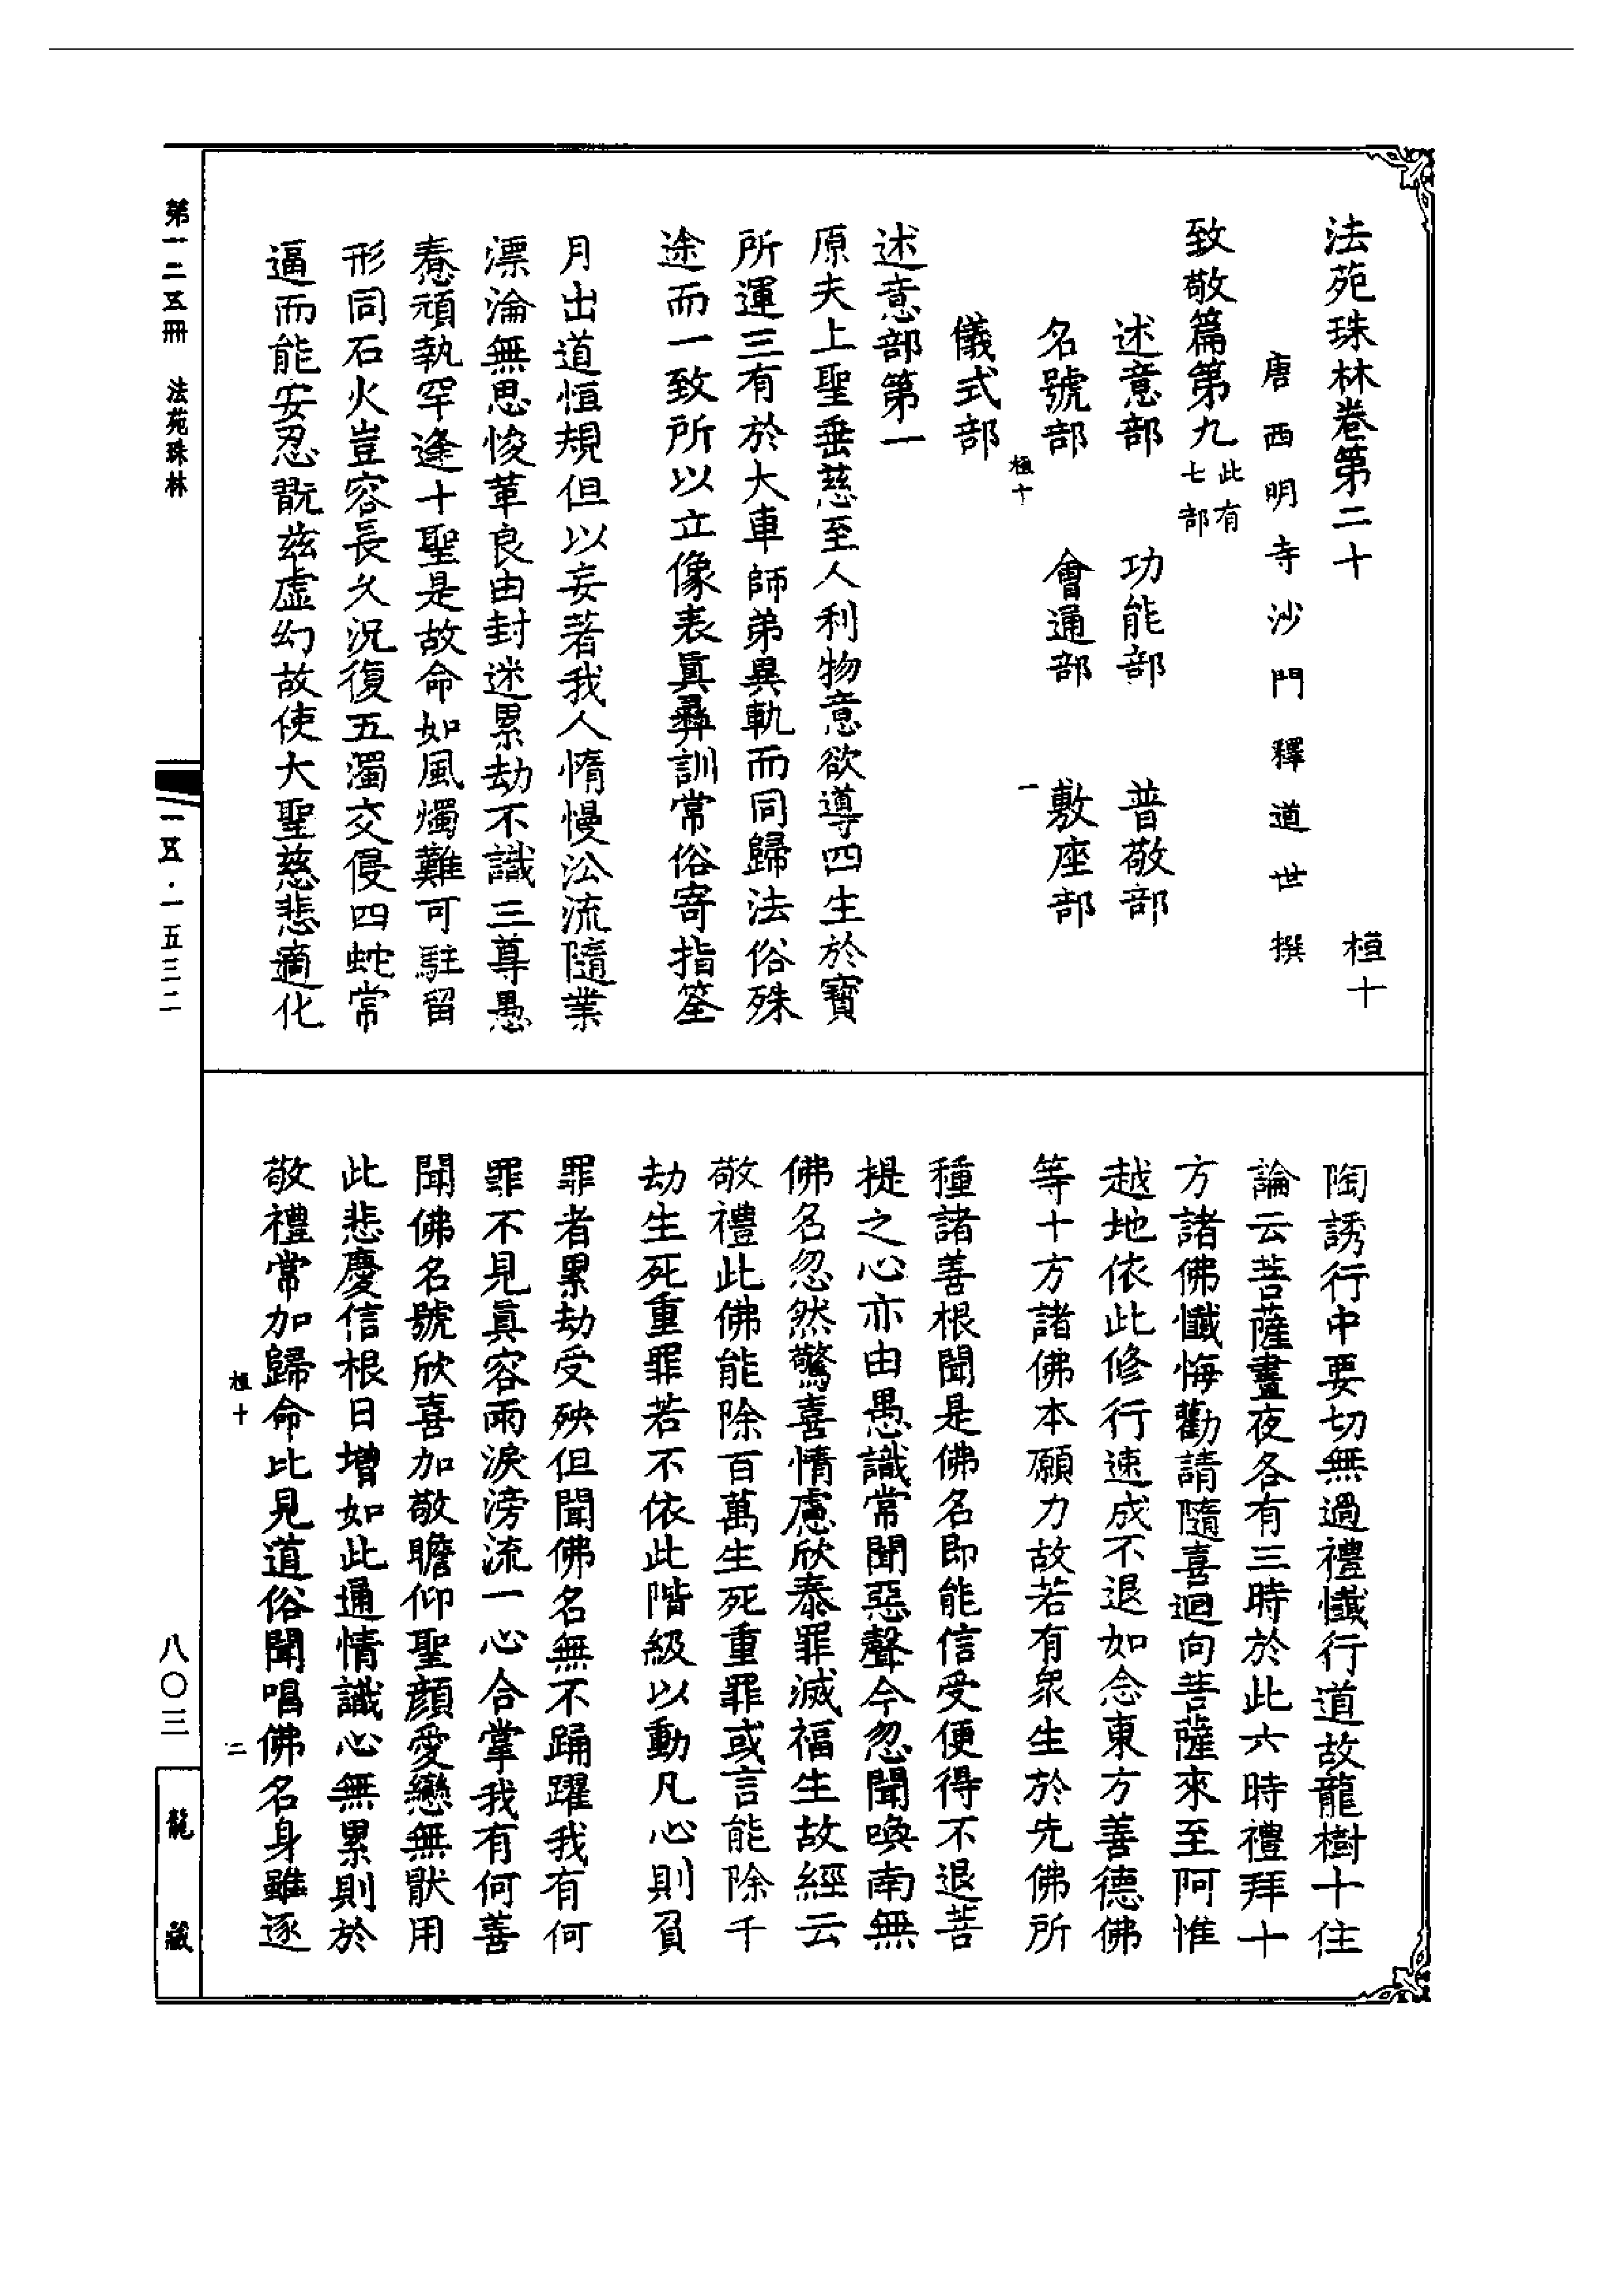 法苑珠林卷第二十　桓十
唐西明寺沙門釋道世撰
致敬篇第九此有七部
述意部　功能部　普敬部
名號部　會通部　敷座部
桓十　一
儀式部
述意部第一
原夫上聖垂慈至人利物意欲導四生於寶
所運三有於大車師弟異軌而同歸法俗殊
途而一致所以立像表眞彞訓常俗寄指筌
月出道恒規但以妄著我人惰慢㳂流隨業
漂淪無思悛革良由封迷累劫不識三尊愚
惷頑執罕逢十聖是故命如風燭難可駐留
形同石火豈容長久況復五濁交侵四蛇常
逼而能安忍翫茲虛幻故使大聖慈悲適化
陶誘行中要切無過禮懺行道故龍樹十住
論云菩薩晝夜各有三時於此六時禮拜十
方諸佛懺悔勸請隨喜迴向菩薩來至阿惟
越地依此修行速成不退如念東方善德佛
等十方諸佛本願力故若有衆生於先佛所
種諸善根聞是佛名即能信受便得不退菩
提之心亦由愚識常聞惡聲今忽聞喚南無
佛名忽然驚喜情慮欣泰罪滅福生故經云
敬禮此佛能除百萬生死重罪或言能除千
劫生死重罪若不依此階級以動凡心則負
罪者累劫受殃但聞佛名無不踊躍我有何
罪不見眞容雨淚滂流一心合掌我有何善
聞佛名號欣喜加敬瞻仰聖顔愛戀無猒用
此悲慶信根日增如此通情識心無累則於
敬禮常加歸命比見道俗聞唱佛名身雖逐
桓十　二
第一二五冊　法苑珠林
一五·一五三二
八〇三
龍藏